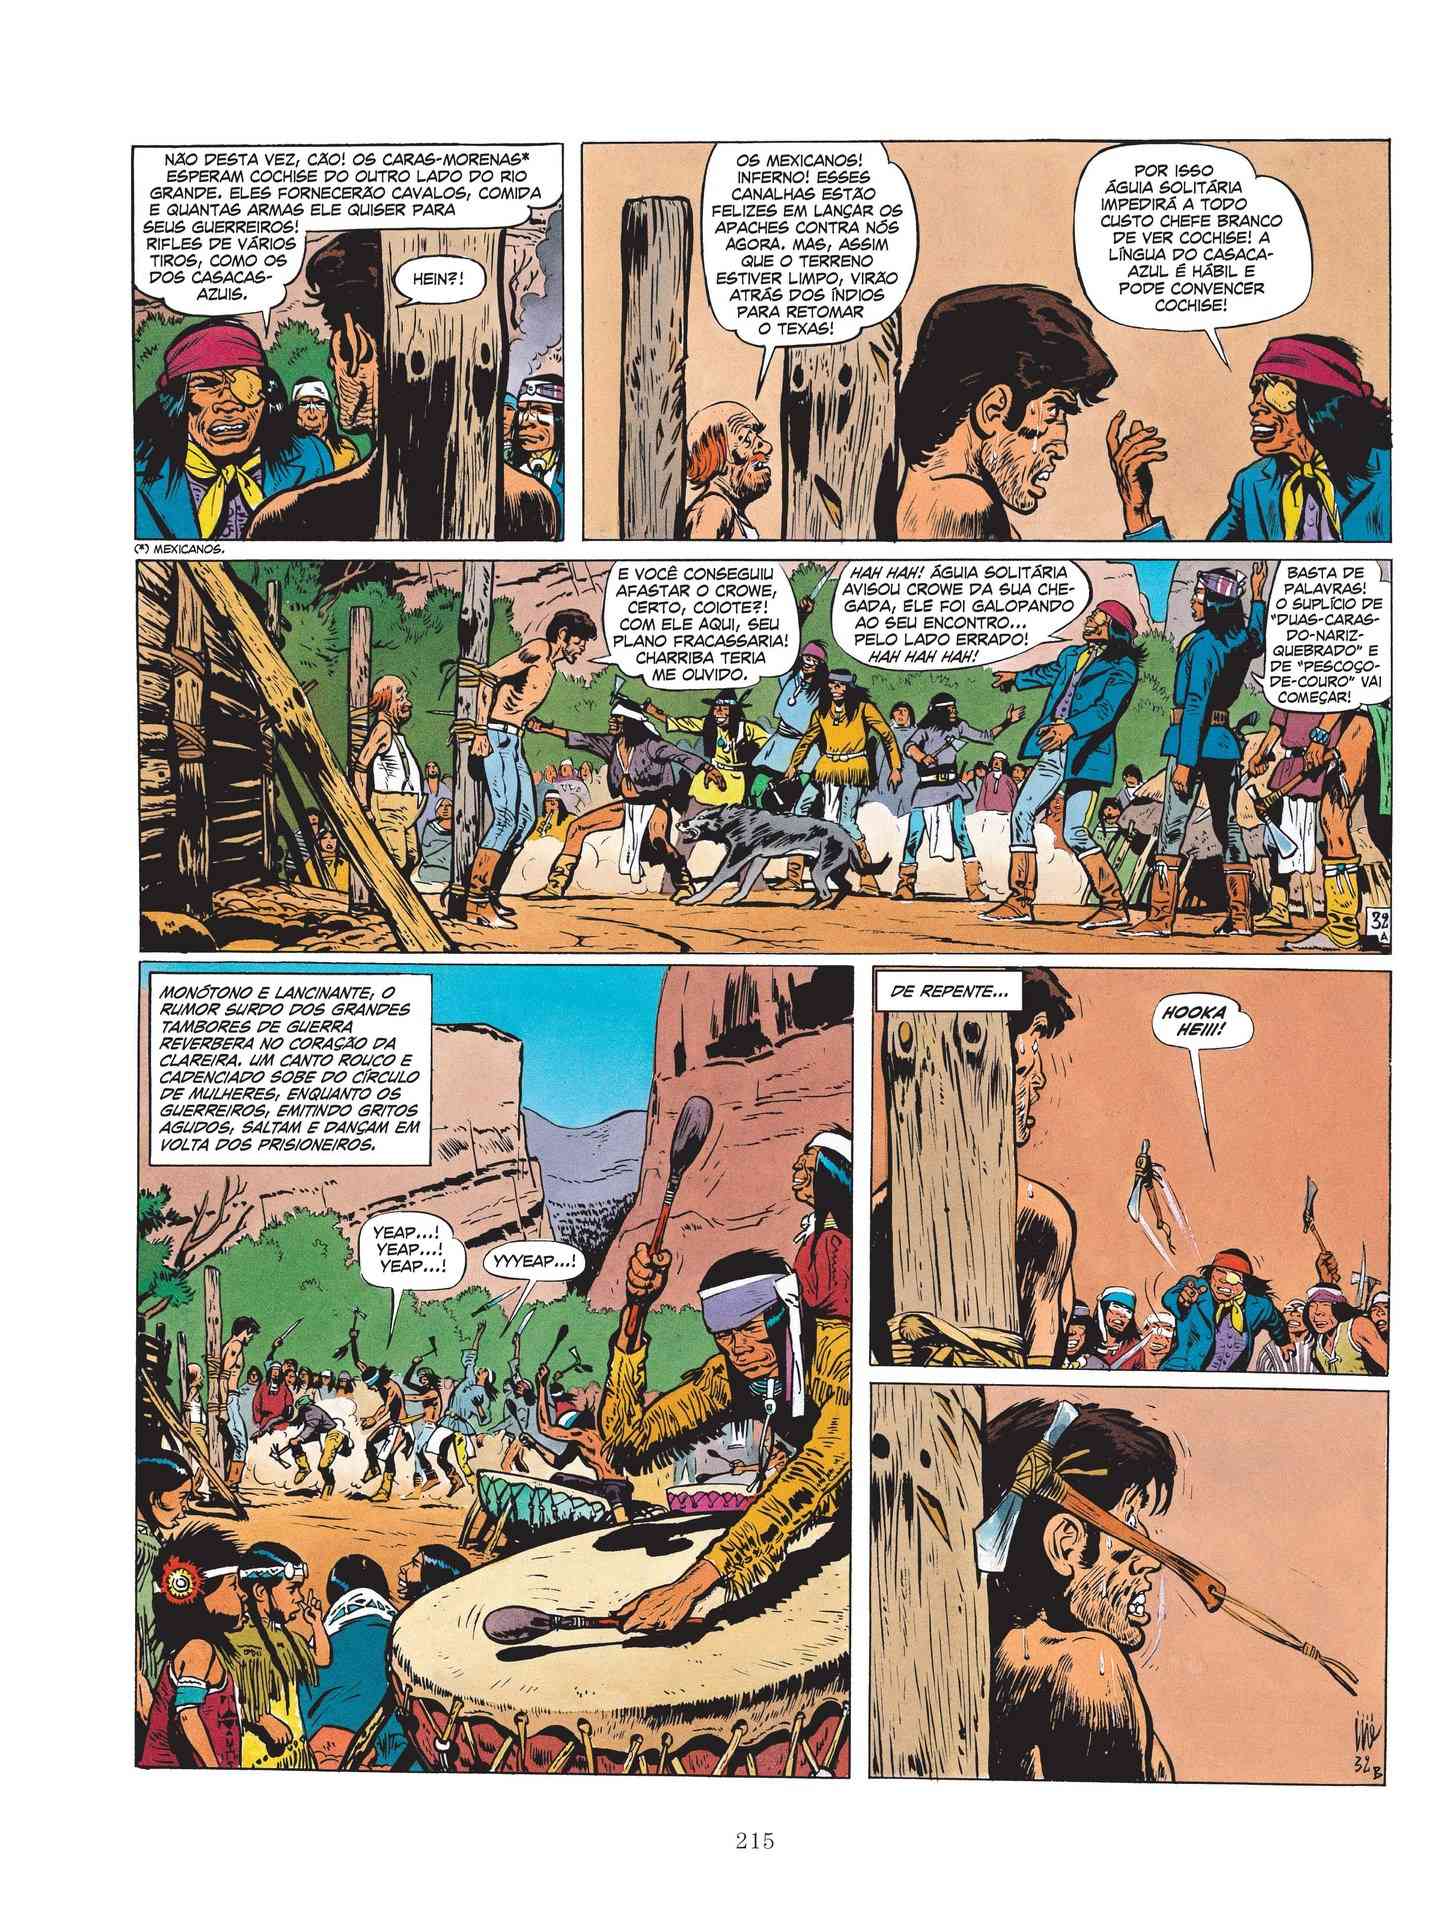 NÃO DESTA VEZ, CÃO! OS CARAS-MORENAS*
ESPERAM COCHISE DO OUTRO LADO DO RIO
GRANDE. ELES FORNECERÃO CAVALOS, COMIDA
E QUANTAS ARMAS ELE QUISER PARA
SEUS GUERREIROS!
RIFLES DE VÁRIOS
TIROS, COMO OS
DOS CASACAS-
AZUIS.
HEIN?!
(*) MEXICANOS.
OS MEXICANOS!
INFERNO! ESSES
CANALHAS ESTÃO
FELIZES EM LANÇAR OS
APACHES CONTRA NÓS
AGORA. MAS, ASSIM
QUE O TERRENO
ESTIVER LIMPO, VIRÃO
ATRÁS DOS ÍNDIOS
PARA RETOMAR
O TEXAS!
POR ISSO
ÁGUIA SOLITÁRIA
IMPEDIRÁ A TODO
CUSTO CHEFE BRANCO
DE VER COCHISE! A
LÍNGUA DO CASACA-
AZUL É HÁBIL E
PODE CONVENCER
COCHISE!
E VOCÊ CONSEGUIU
AFASTAR O CROWE,
CERTO, COIOTE?!
COM ELE AQUI, SEU
PLANO FRACASSARIA!
CHARRIBA TERIA
ME OUVIDO.
HAH HAH! ÁGUIA SOLITÁRIA
AVISOU CROWE DA SUA CHE-
GADA, ELE FOI GALOPANDO
AO SEU ENCONTRO...
PELO LADO ERRADO!
HAH HAH HAH!
BASTA DE
PALAVRAS!
O SUPLÍCIO DE
"DUAS-CARAS-
DO-NARIZ-
QUEBRADO" E
DE "PESCOÇO-
DE-COURO" VAI
COMEÇAR!
32
A
MONÓTONO E LANCINANTE, O
RUMOR SURDO DOS GRANDES
TAMBORES DE GUERRA
REVERBERA NO CORAÇÃO DA
CLAREIRA. UM CANTO ROUCO E
CADENCIADO SOBE DO CÍRCULO
DE MULHERES, ENQUANTO OS
GUERREIROS, EMITINDO GRITOS
AGUDOS, SALTAM E DANÇAM EM
VOLTA DOS PRISIONEIROS.
YEAP...!
YEAP...!
YEAP...!
YYYEAP...!
DE REPENTE...
HOOKA
HEIII!
32
B
215